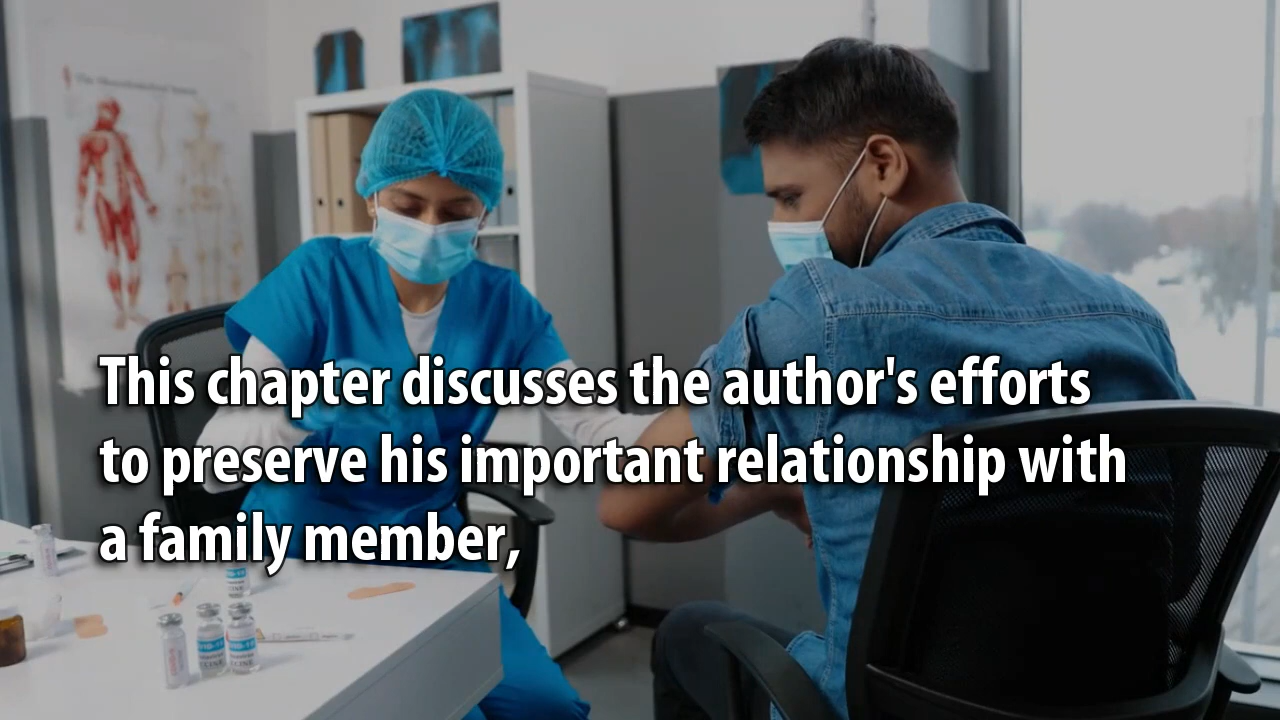 This chapter discusses the author's efforts
to preserve his important relationship with
a family member,